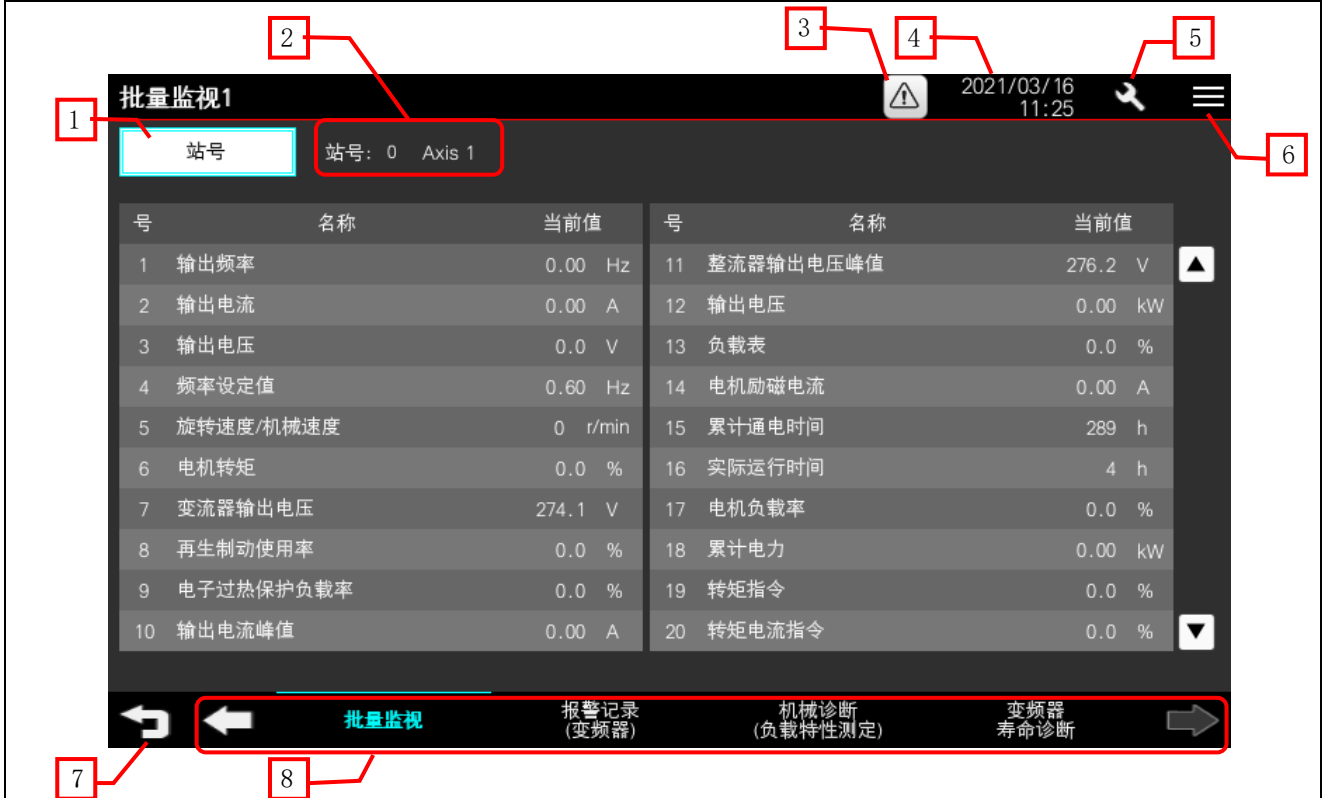 2
3
4
5
批量监视1
2021/03/16
11:25
1
站号
站号: 0 Axis 1
6
号 名称 当前值 号 名称 当前值
1 输出频率 0.00 Hz 11 整流器输出电压峰值 276.2 V
2 输出电流 0.00 A 12 输出电压 0.00 kW
3 输出电压 0.0 V 13 负载表 0.0 %
4 频率设定值 0.60 Hz 14 电机励磁电流 0.00 A
5 旋转速度/机械速度 0 r/min 15 累计通电时间 289 h
6 电机转矩 0.0 % 16 实际运行时间 4 h
7 变流器输出电压 274.1 V 17 电机负载率 0.0 %
8 再生制动使用率 0.0 % 18 累计电力 0.00 kW
9 电子过热保护负载率 0.0 % 19 转矩指令 0.0 %
10 输出电流峰值 0.00 A 20 转矩电流指令 0.0 %
批量监视
报警记录
(变频器)
机械诊断
(负载特性测定)
变频器
寿命诊断
7
8